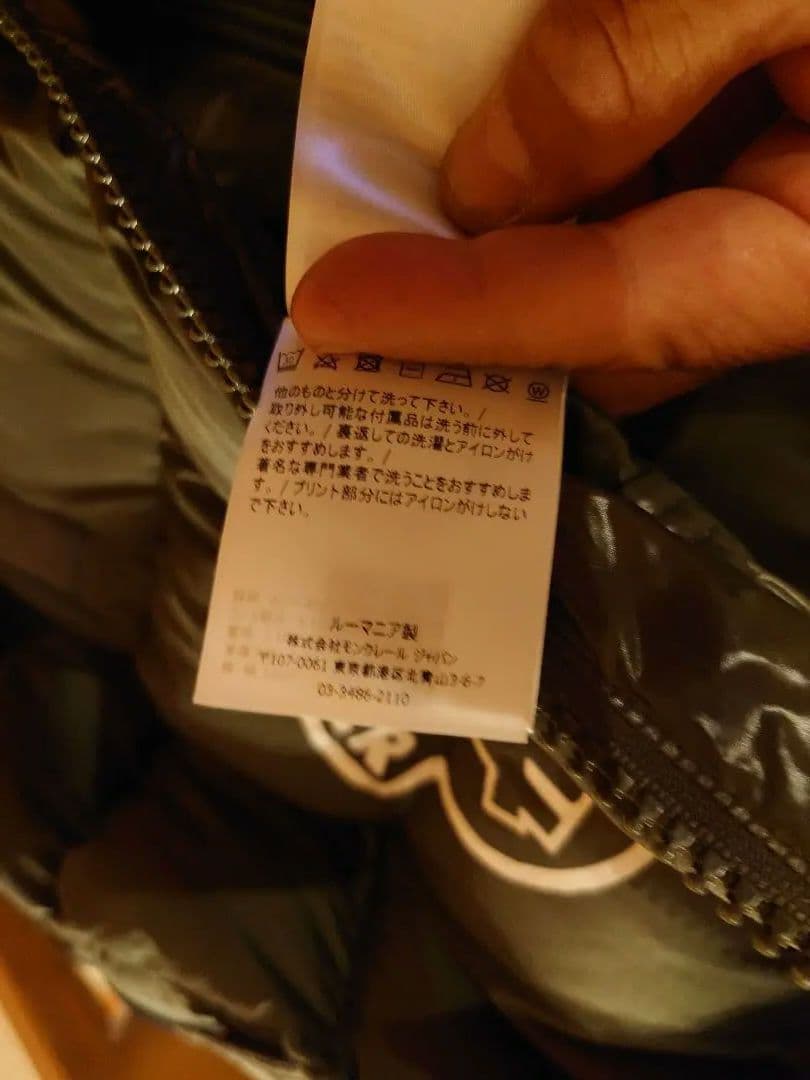 他のものと分けて洗って下さい。/
取り外し可能な付属品は洗う前に外して
ください。/ 裏返しての洗濯とアイロンがけ
をおすすめします。/
著名な専門業者で洗うことをおすすめしま
す。/ プリント部分にはアイロンがけしない
で下さい。
ルーマニア製
株式会社モンクレール ジャパン
〒107-0061 東京都港区北青山3-6-7
03-3486-2110